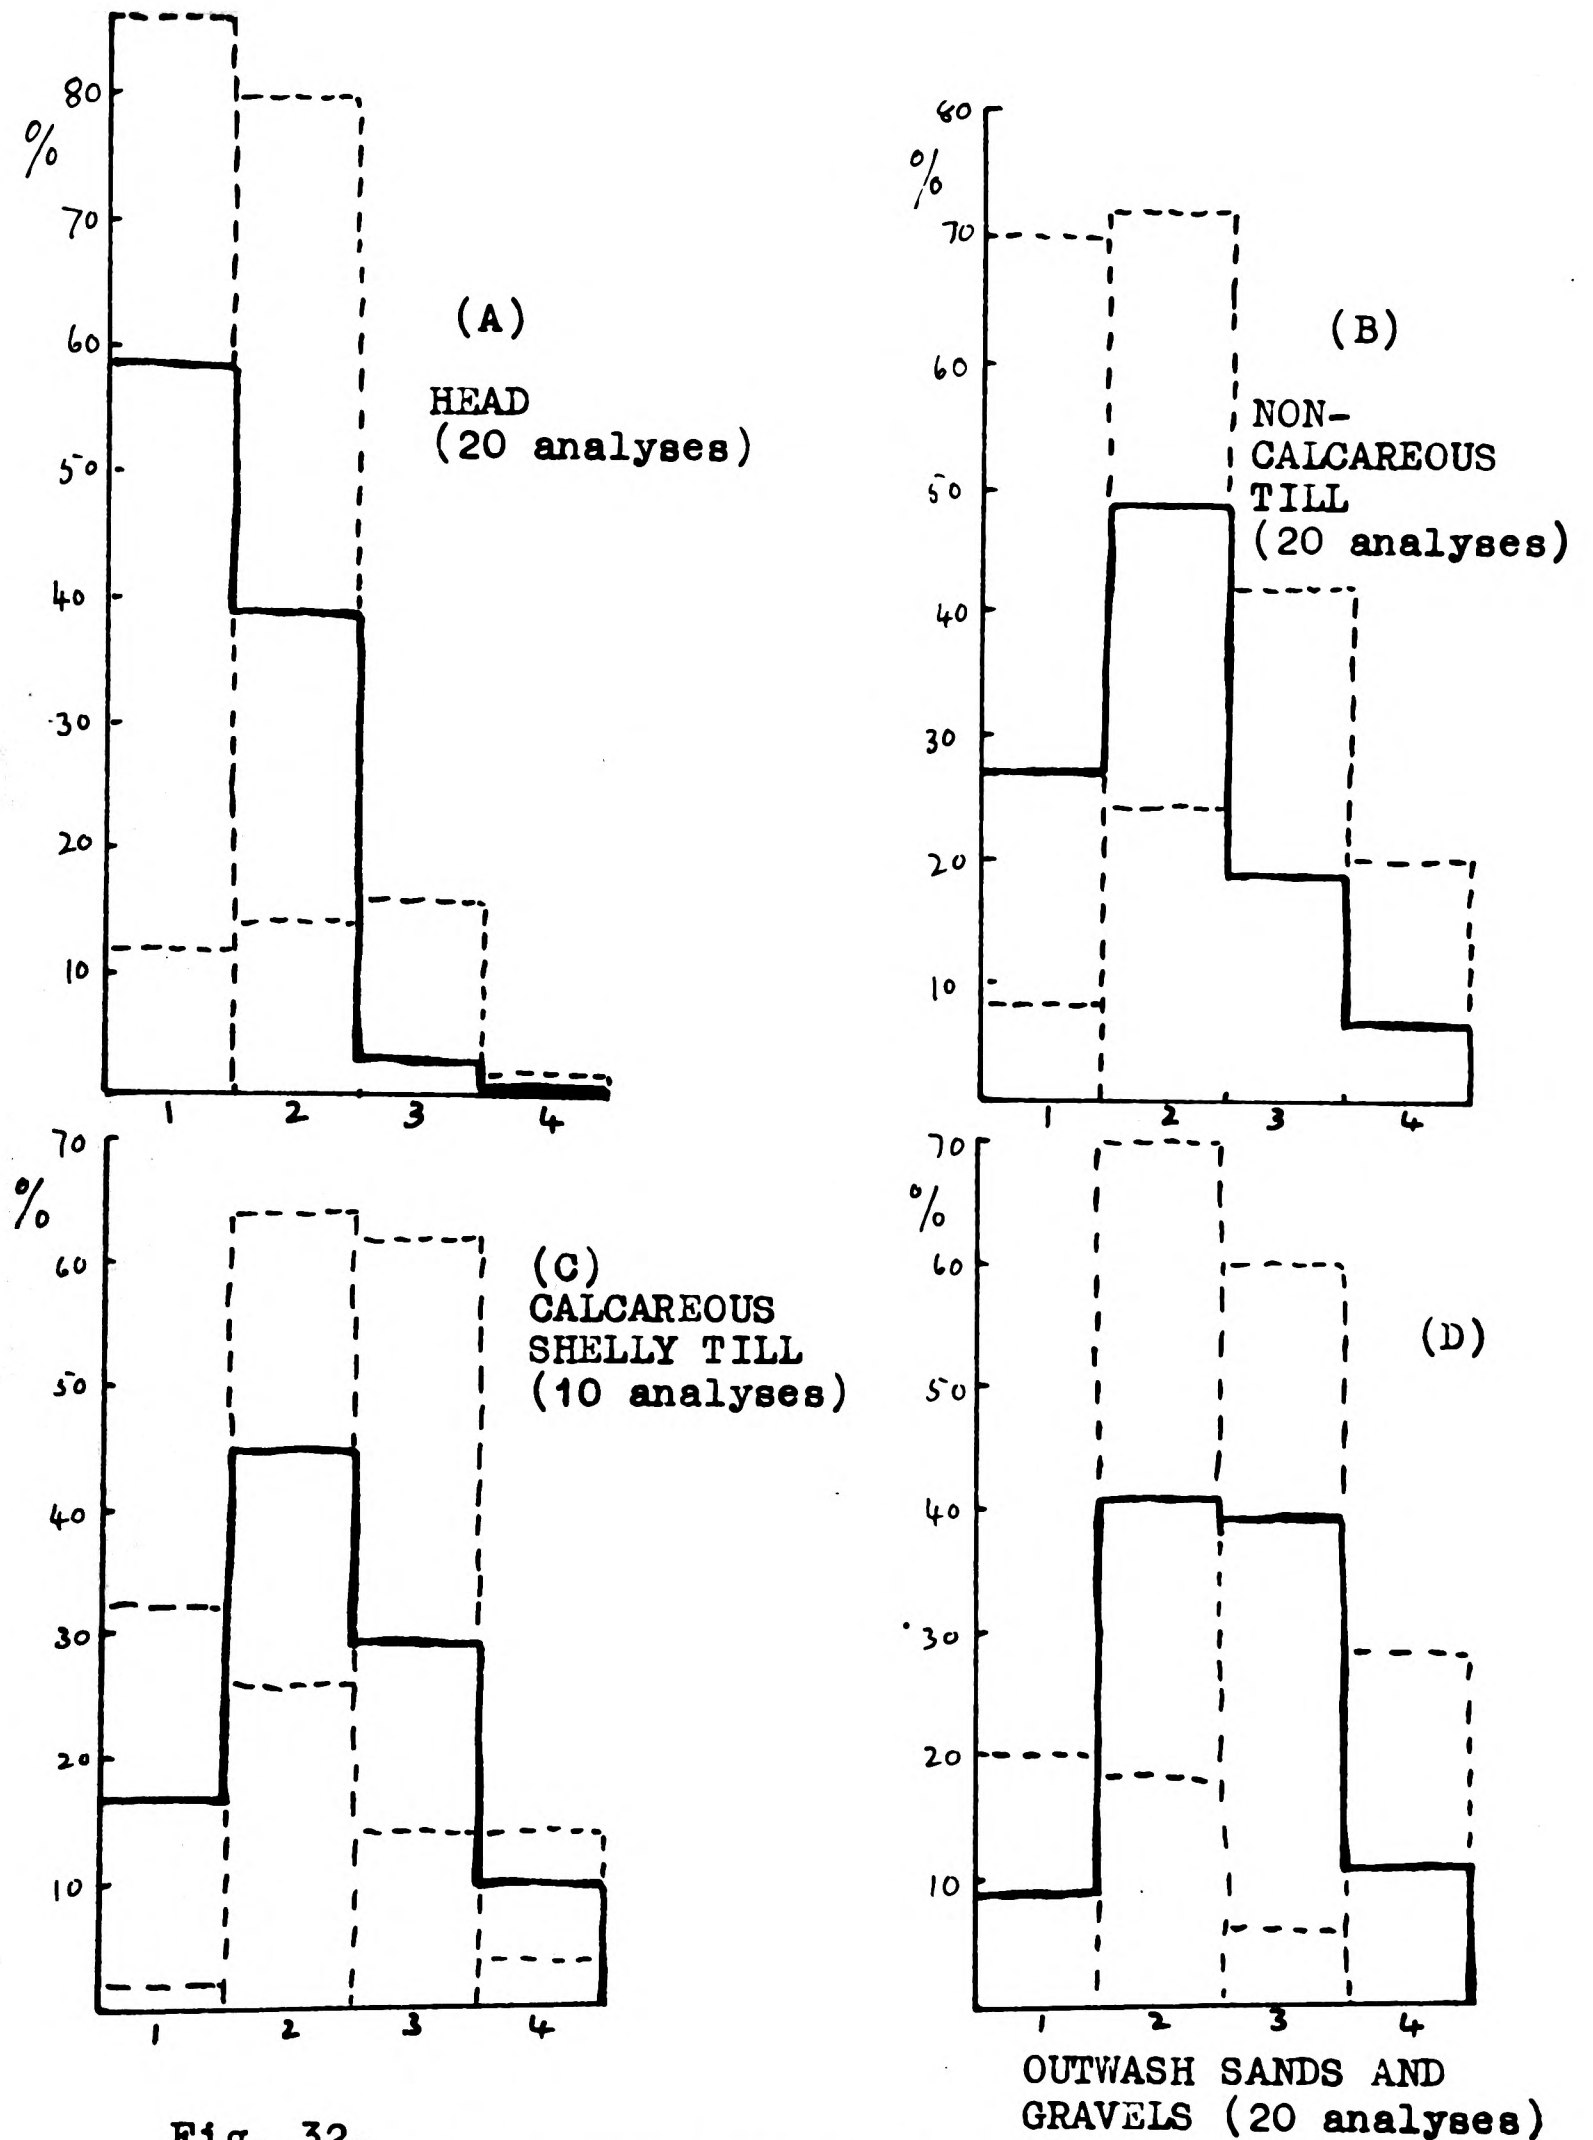 80
%
70
60
50
40
30
20
10
1 2 3 4
(A)
HEAD
(20 analyses)
80
%
70
60
50
40
30
20
10
1 2 3 4
(B)
NON-
CALCAREOUS
TILL
(20 analyses)
70
%
60
50
40
30
20
10
1 2 3 4
(C)
CALCAREOUS
SHELLY TILL
(10 analyses)
70
%
60
50
40
30
20
10
1 2 3 4
(D)
OUTWASH SANDS AND
GRAVELS (20 analyses)
Fig. 32